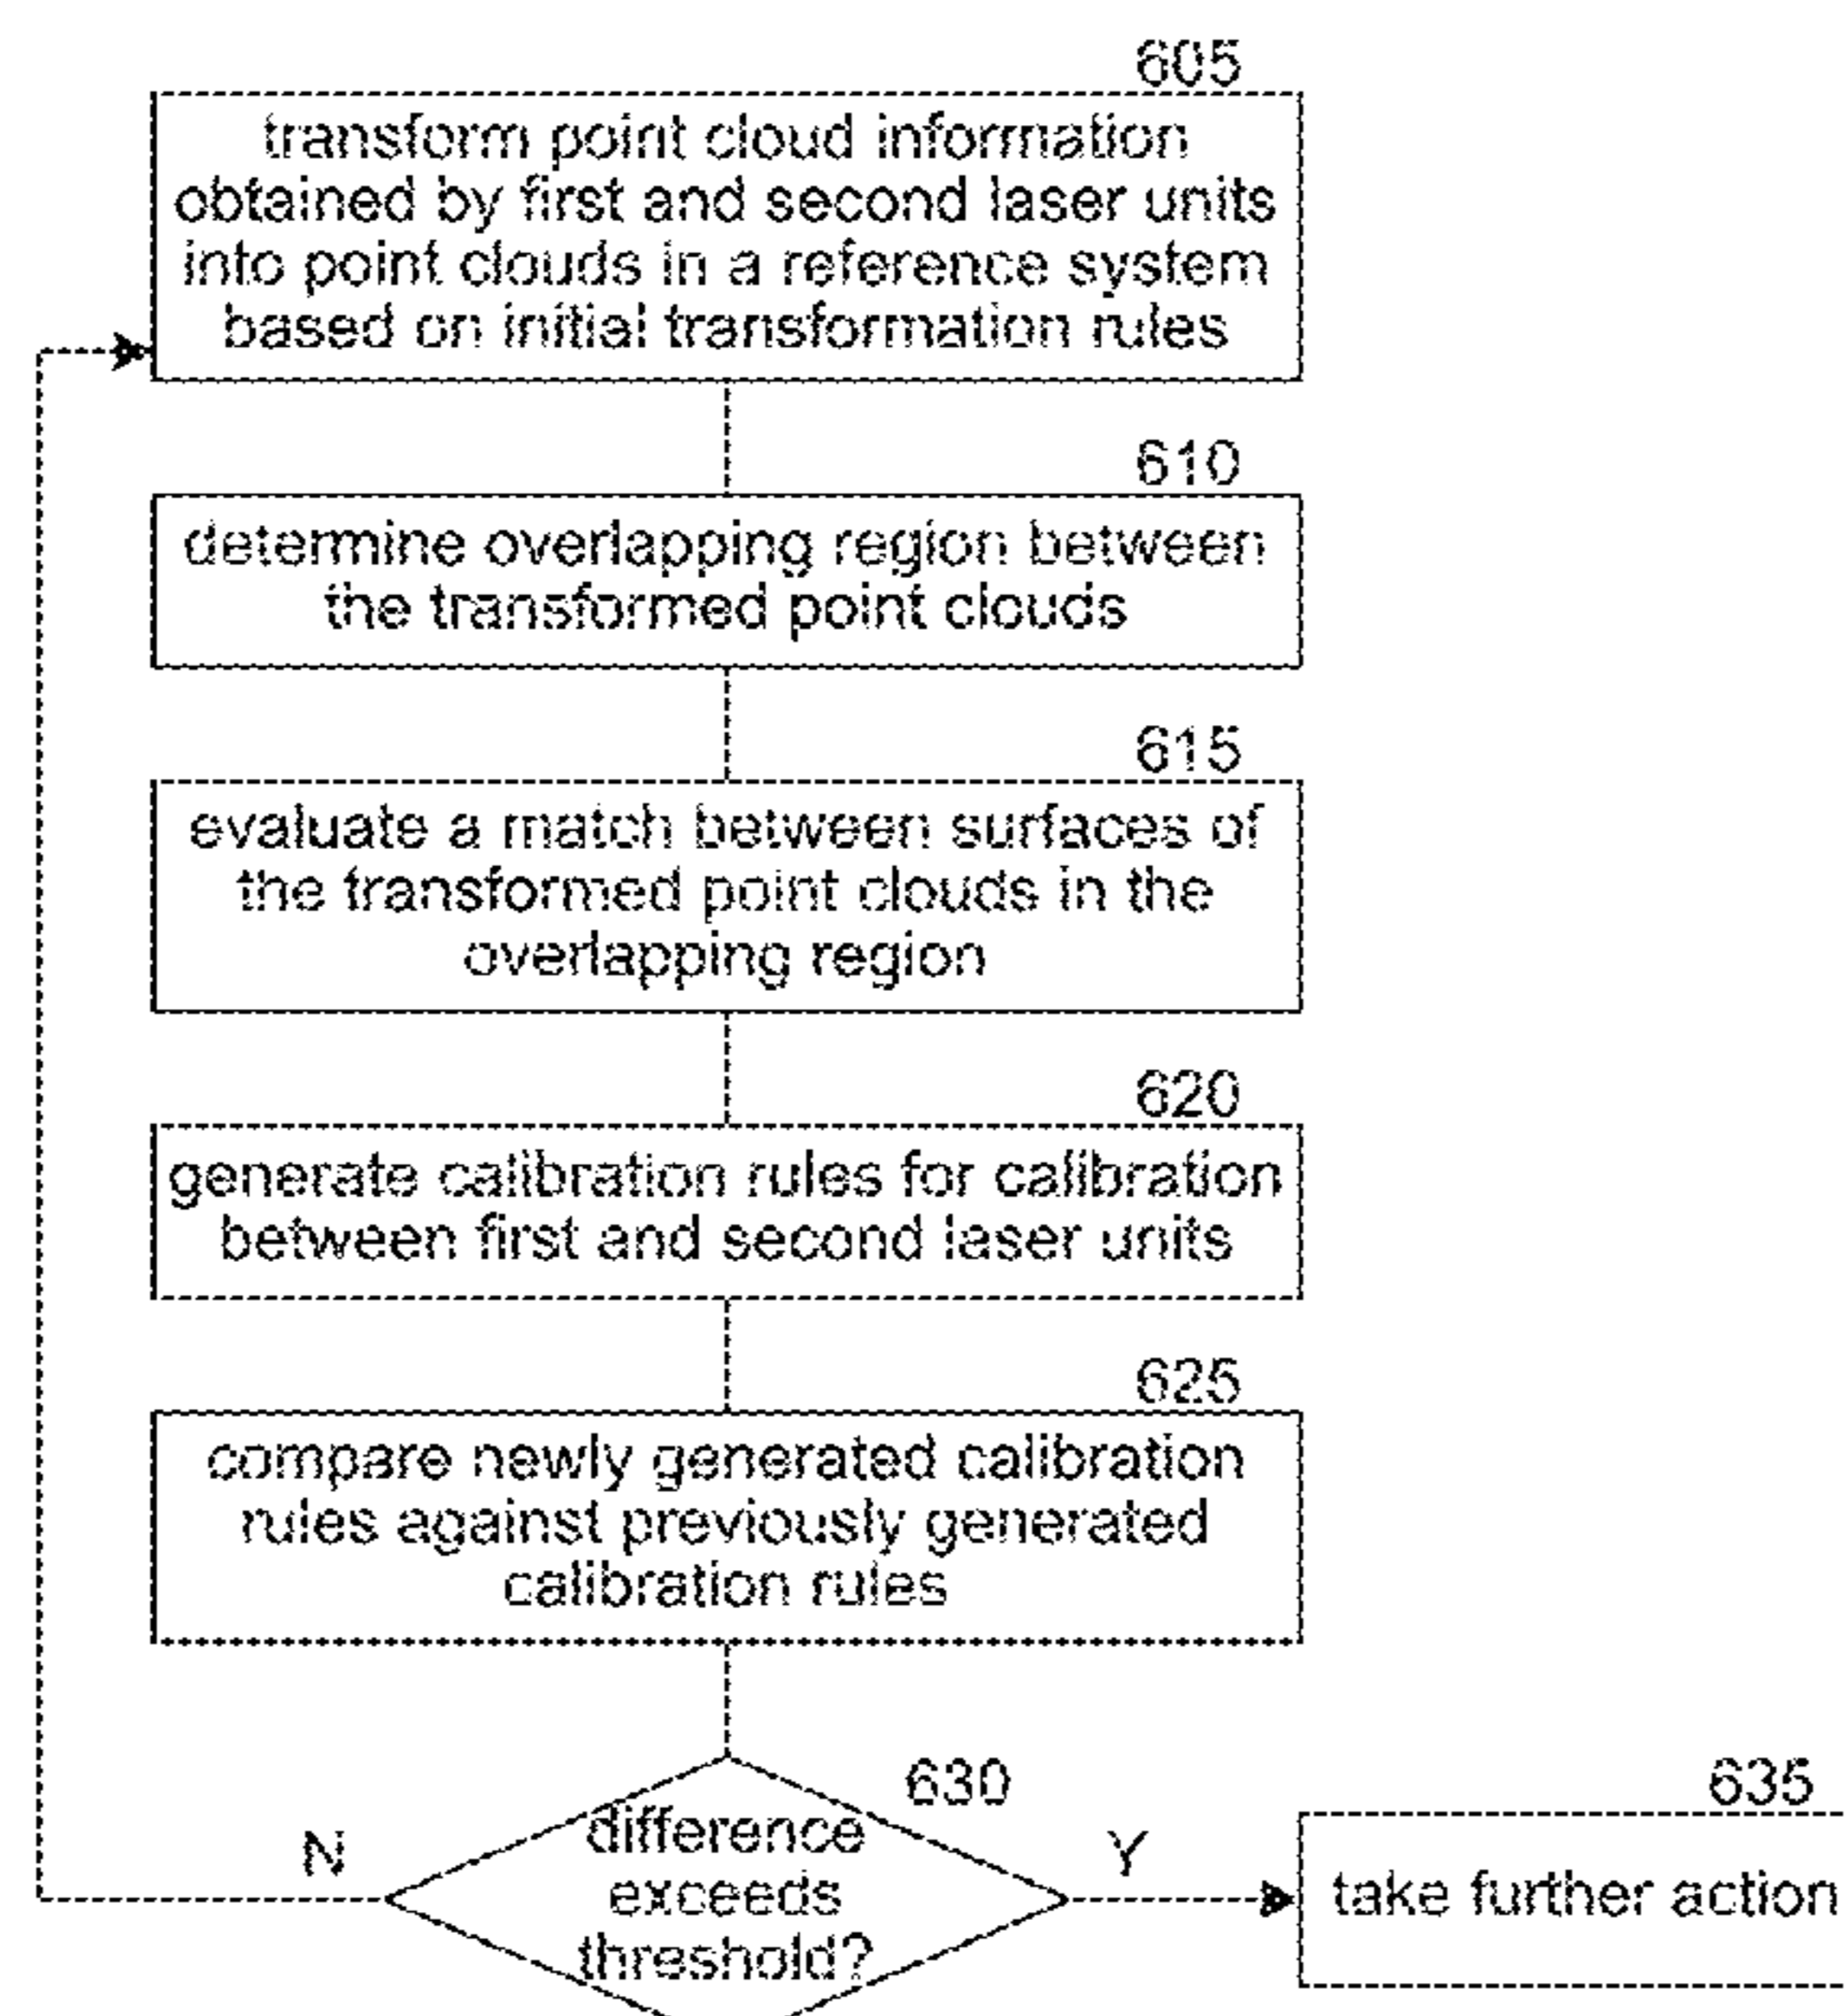 605
transform point cloud information
obtained by first and second laser units
into point clouds in a reference system
based on initial transformation rules
610
determine overlapping region between
the transformed point clouds
615
evaluate a match between surfaces of
the transformed point clouds in the
overlapping region
620
generate calibration rules for calibration
between first and second laser units
625
compare newly generated calibration
rules against previously generated
calibration rules
630
difference
exceeds
threshold?
N
Y
635
take further action